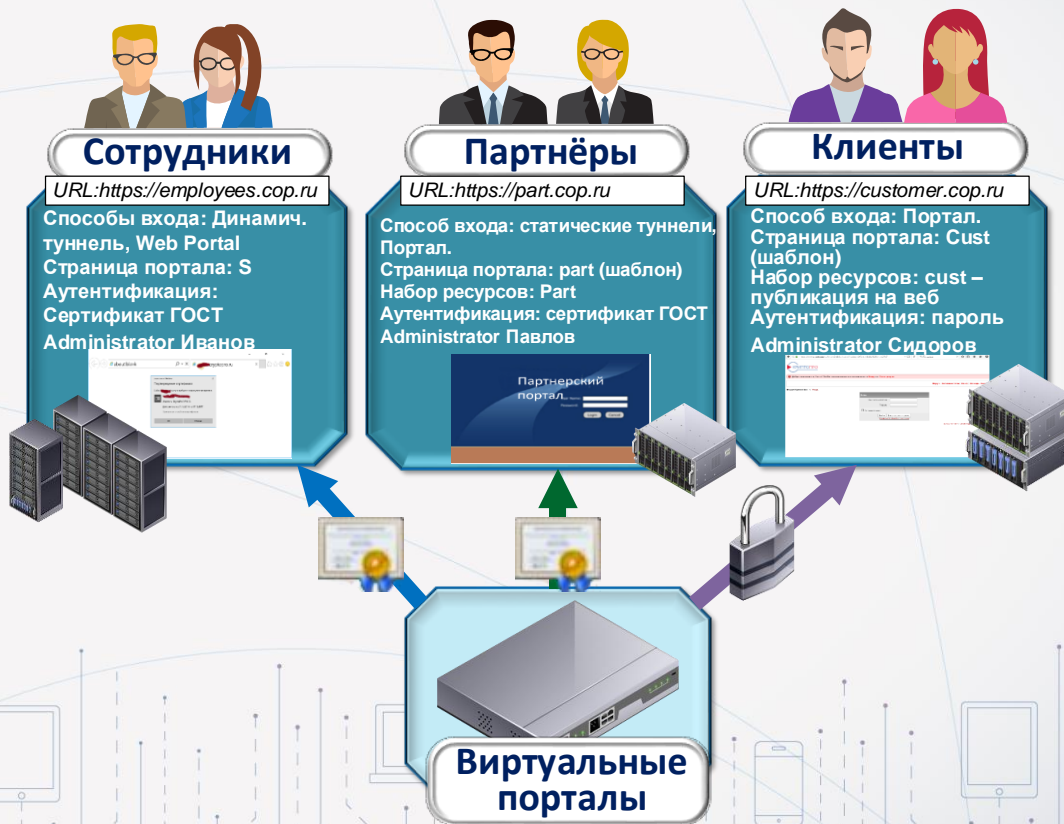 Сотрудники
URL:https://employees.cop.ru
Способы входа: Динамич.
туннель, Web Portal
Страница портала: S
Аутентификация:
Сертификат ГОСТ
Administrator Иванов
Партнёры
URL:https://part.cop.ru
Способ входа: статические туннели,
Портал.
Страница портала: part (шаблон)
Набор ресурсов: Part
Аутентификация: сертификат ГОСТ
Administrator Павлов
Партнерский
портал
Клиенты
URL:https://customer.cop.ru
Способ входа: Портал.
Страница портала: Cust
(шаблон)
Набор ресурсов: cust –
публикация на веб
Аутентификация: пароль
Administrator Сидоров
Виртуальные
порталы